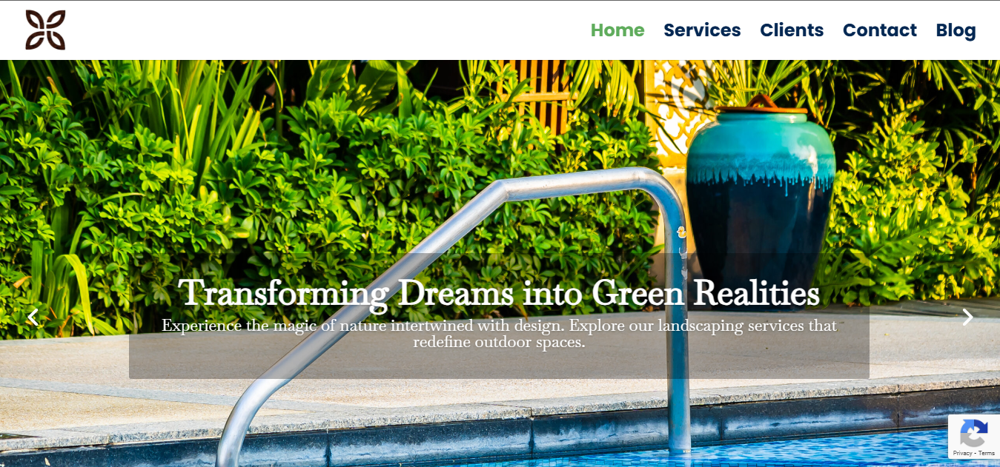 Home Services Clients Contact Blog
Transforming Dreams into Green Realities
Experience the magic of nature intertwined with design. Explore our landscaping services that
redefine outdoor spaces.
Privacy - Terms